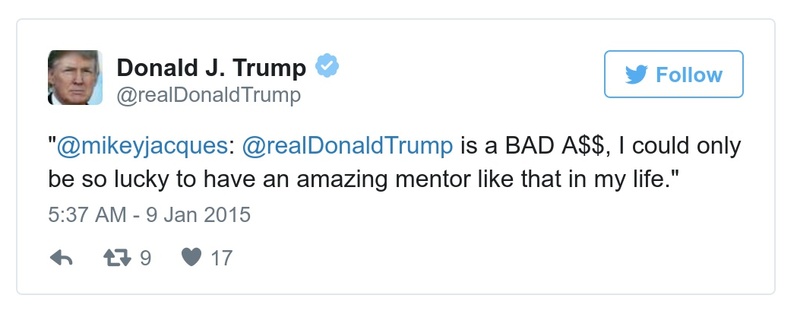 Donald J. Trump
@realDonaldTrump
Follow
"@mikeyjacques: @realDonaldTrump is a BAD A$$, I could only
be so lucky to have an amazing mentor like that in my life."
5:37 AM - 9 Jan 2015
9 17